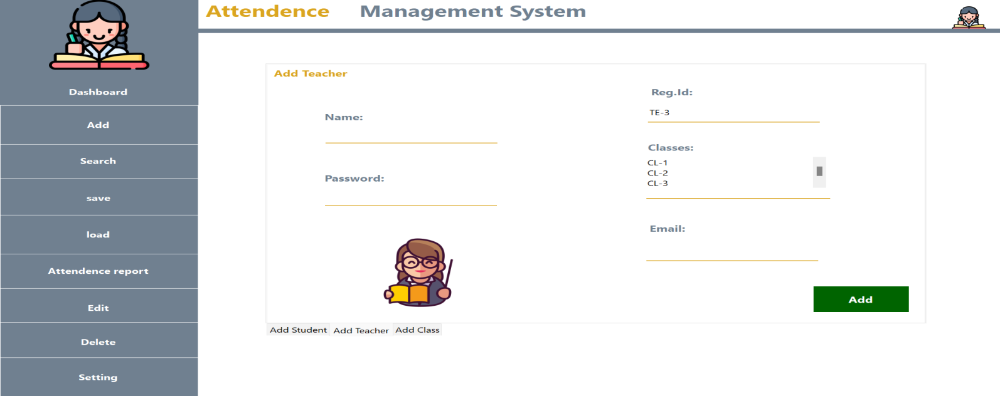 Attendence Management System
Dashboard
Add
Search
save
load
Attendence report
Edit
Delete
Setting
Add Teacher
Name:
Password:
Reg.Id:
TE-3
Classes:
CL-1
CL-2
CL-3
Email:
Add
Add Student Add Teacher Add Class